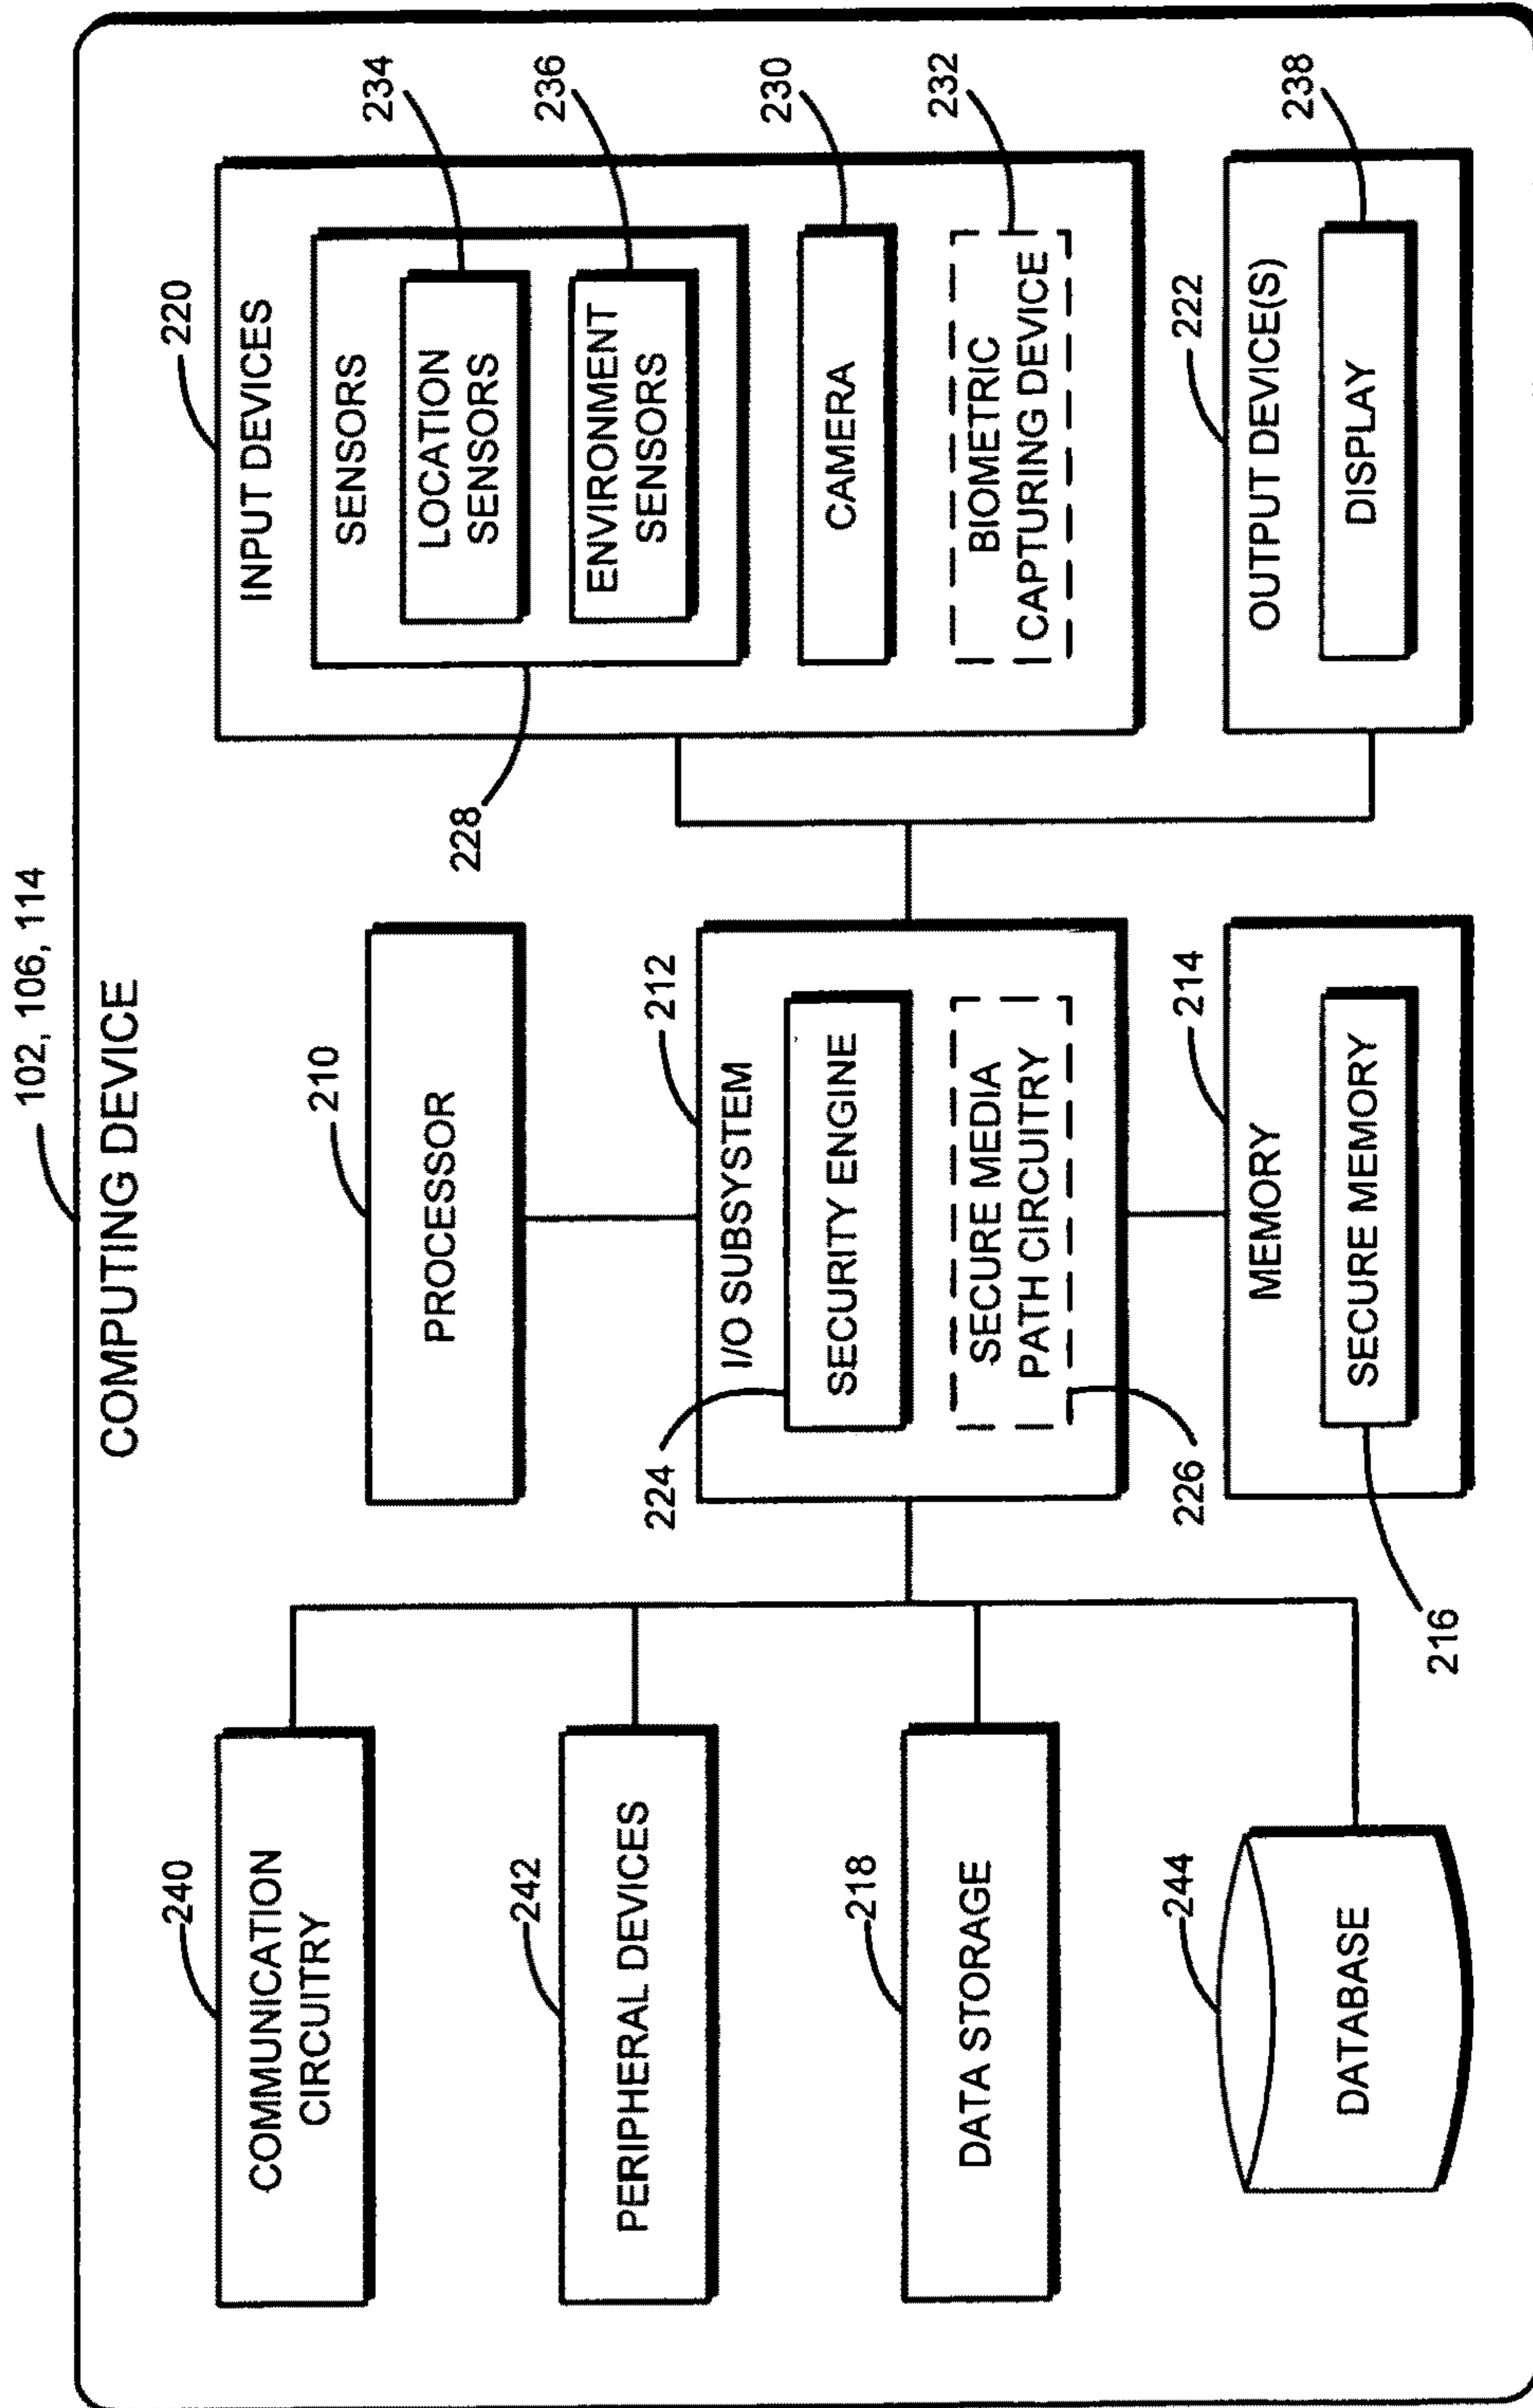 102, 106, 114
COMPUTING DEVICE
240
COMMUNICATION
CIRCUITRY
242
PERIPHERAL DEVICES
218
DATA STORAGE
244
DATABASE
210
PROCESSOR
212
I/O SUBSYSTEM
224
SECURITY ENGINE
SECURE MEDIA
PATH CIRCUITRY
226
214
MEMORY
SECURE MEMORY
216
220
INPUT DEVICES
228
SENSORS
234
LOCATION
SENSORS
236
ENVIRONMENT
SENSORS
230
CAMERA
232
BIOMETRIC
CAPTURING DEVICE
222
OUTPUT DEVICE(S)
238
DISPLAY